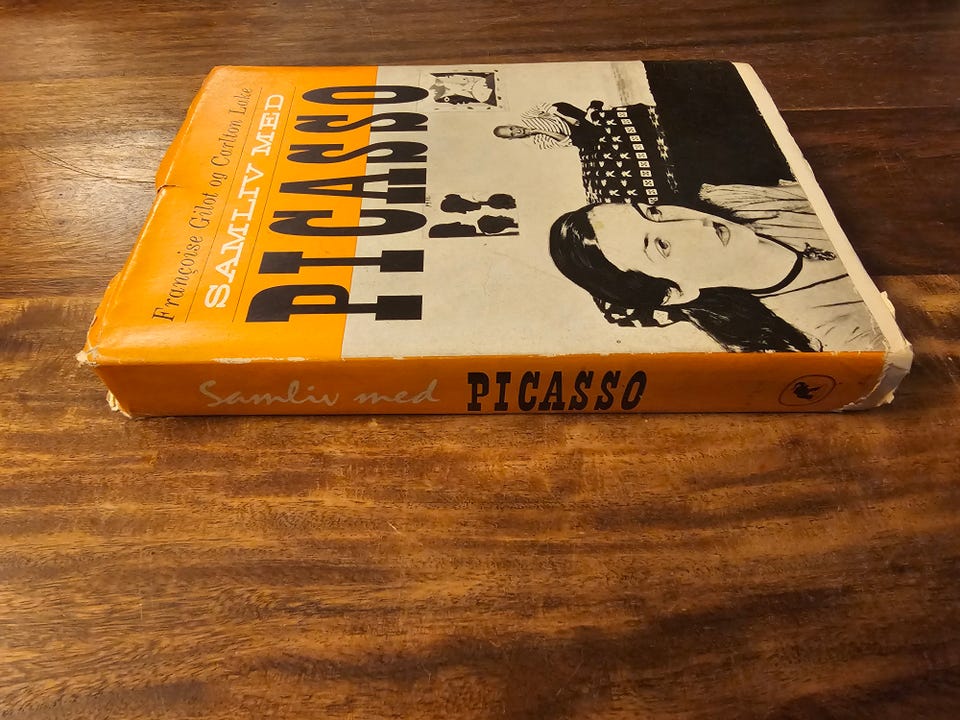 Françoise Gilot og Carlton Lake
SAMLIV MED
PICASSO
Samliv med PICASSO